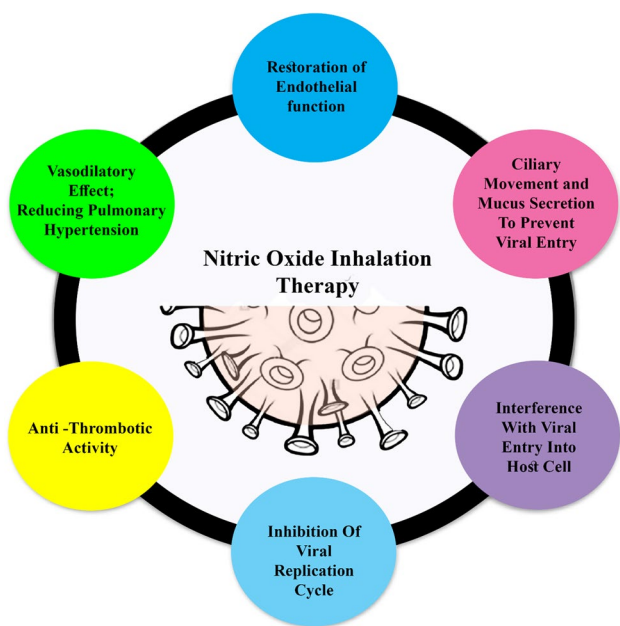 Restoration of
Endothelial
function
Ciliary
Movement and
Mucus Secretion
To Prevent
Viral Entry
Vasodilatory
Effect;
Reducing Pulmonary
Hypertension
Nitric Oxide Inhalation
Therapy
Interference
With Viral
Entry Into
Host Cell
Anti -Thrombotic
Activity
Inhibition Of
Viral
Replication
Cycle